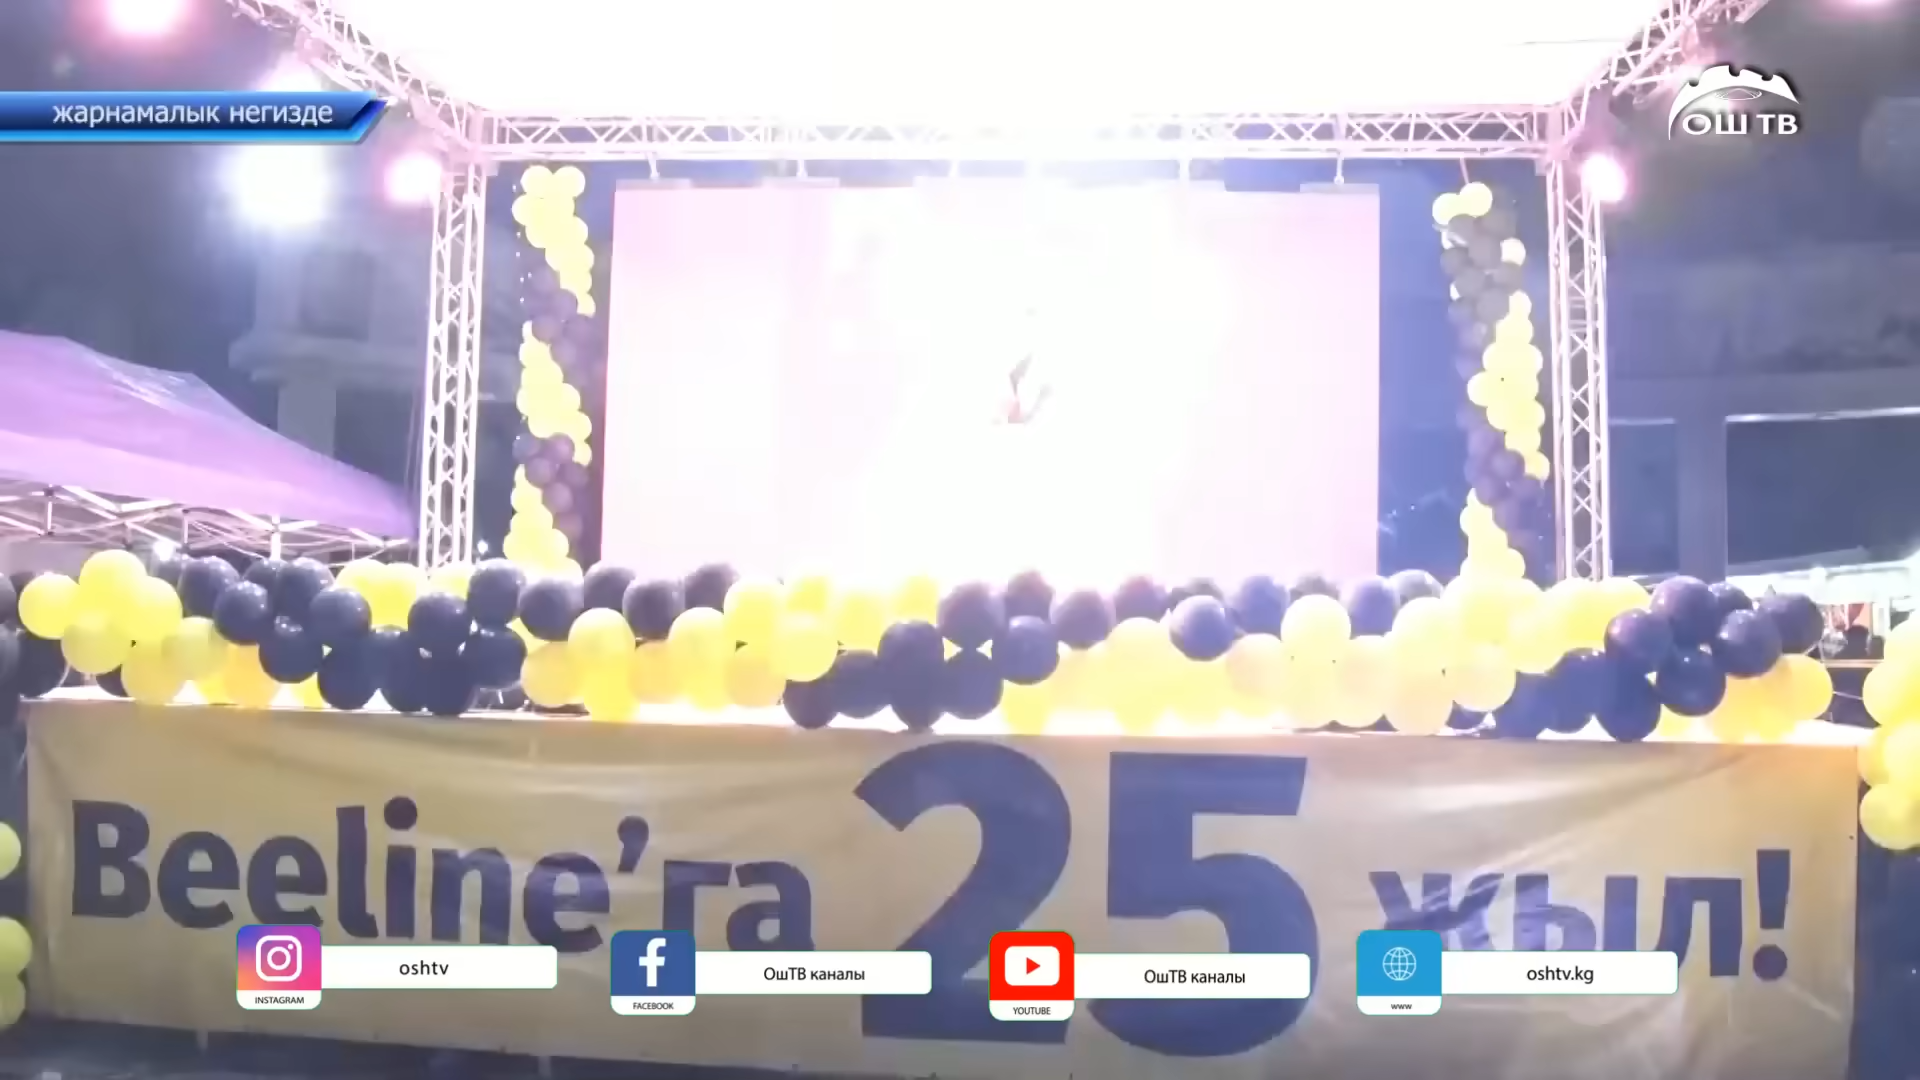 жарнамалык негизде
ОШ ТВ
Beeline’га 25 жыл!
oshtv
INSTAGRAM
ОшТВ каналы
FACEBOOK
ОшТВ каналы
YOUTUBE
oshtv.kg
www